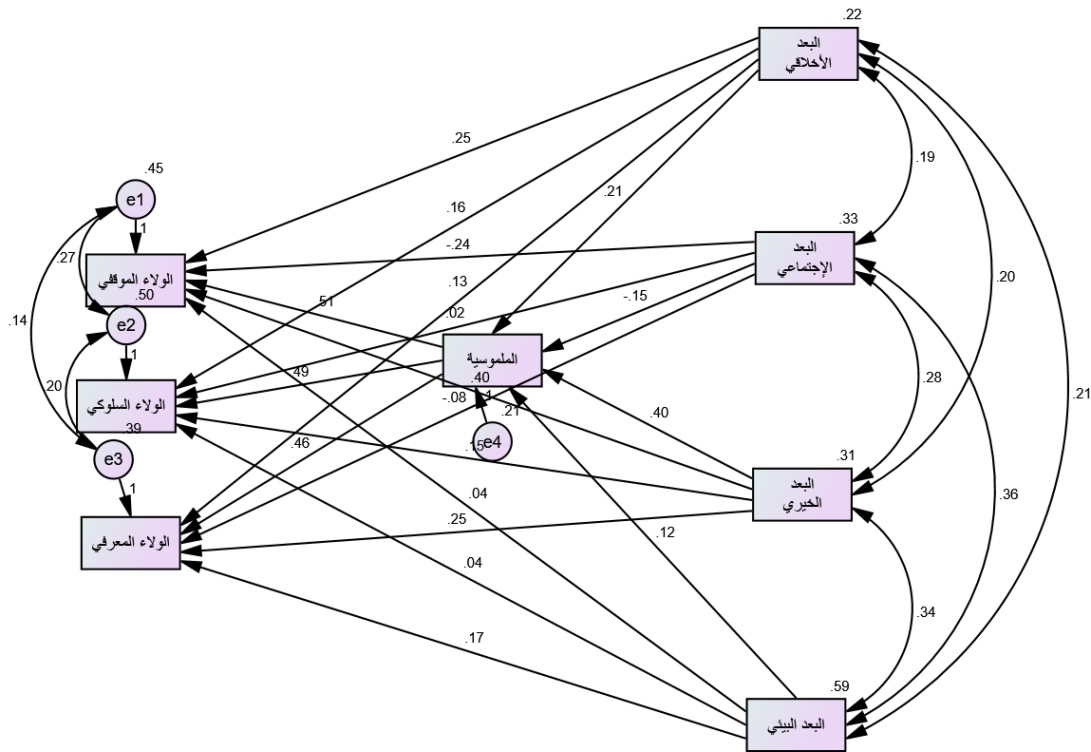 .22
البعد
الأخلاقي
.25
.45
.19
e1
.21
.16
.33
1
البعد
الإجتماعي
-.24
.27
الولاء الموقفي
.13
.20
.50
-.15
.51
.02
.14
e2
الملموسية
.28
1
.49
.40
.20
-.08
1
.21
.21
الولاء السلوكي
.40
.39
e4
.15
.46
e3
.31
البعد
الخيري
1
.04
.36
.25
الولاء المعرفي
.12
.04
.34
.17
.59
البعد البيئي